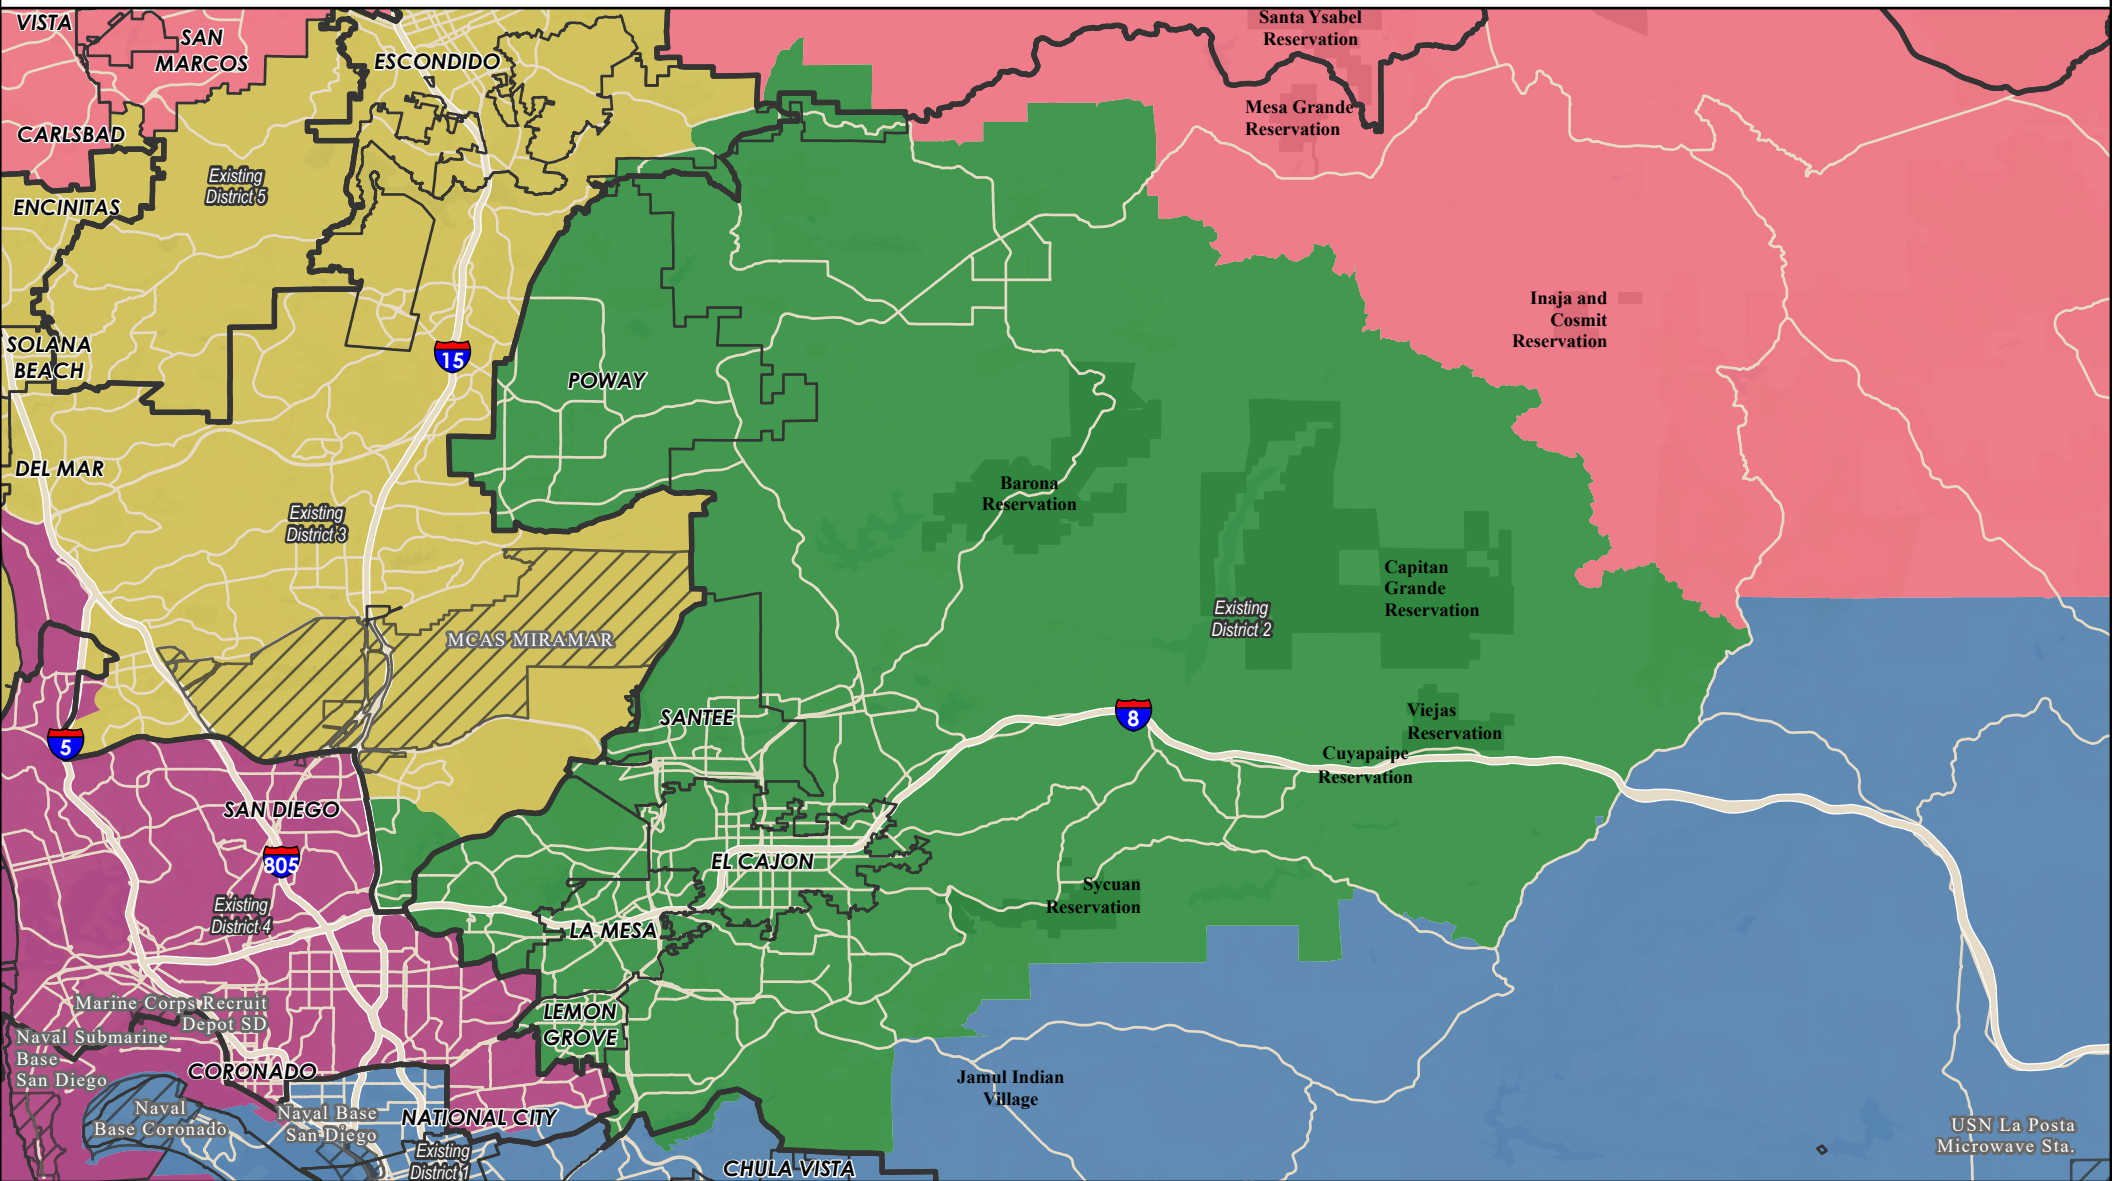 VISTA
SAN
MARCOS
ESCONDIDO
Santa Ysabel
Reservation
CARLSBAD
Mesa Grande
Reservation
Existing
District 5
ENCINITAS
Inaja and
Cosmit
Reservation
SOLANA
BEACH
15
POWAY
DEL MAR
Barona
Reservation
Existing
District 3
Capitan
Grande
Reservation
Existing
District 2
MCAS MIRAMAR
SANTEE
Viejas
Reservation
8
5
Cuyapaipe
Reservation
SAN DIEGO
805
EL CAJON
Sycuan
Reservation
Existing
District 4
LA MESA
Marine Corps Recruit
Depot SD
LEMON
GROVE
Naval Submarine
Base
San Diego
CORONADO
Jamul Indian
Village
Naval
Base Coronado
Naval Base
San Diego
NATIONAL CITY
USN La Posta
Microwave Sta.
Existing
District 1
CHULA VISTA